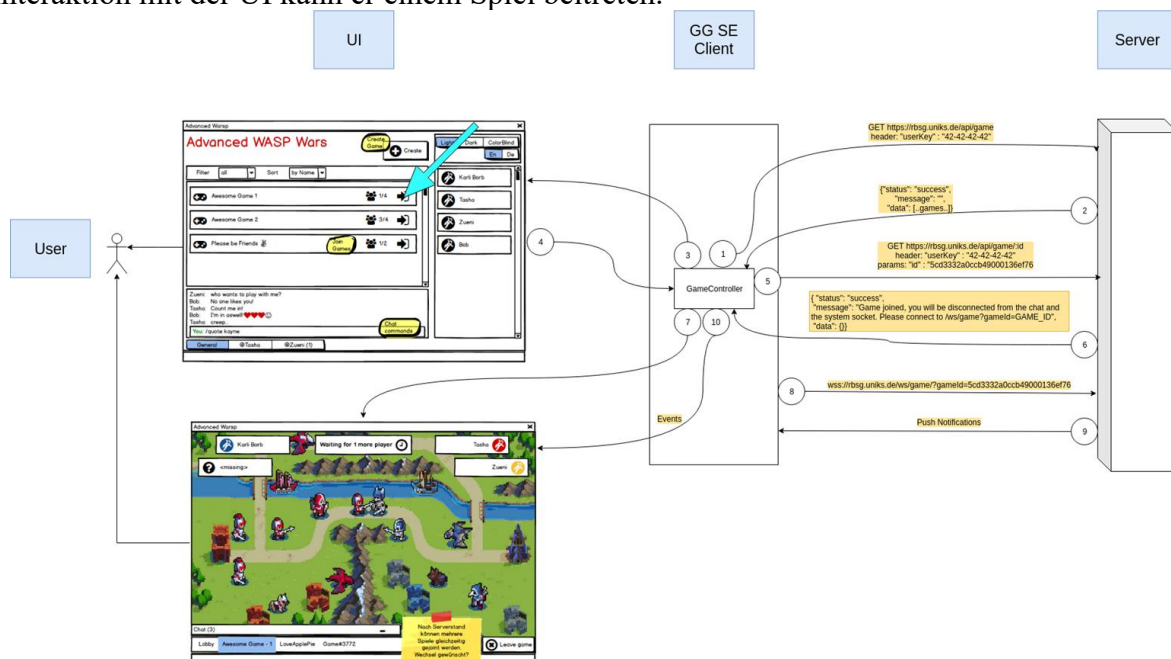 Interaktion mit der UI kann er einem Spiel beitreten.
UI
GG SE
Client
Server
User
Advanced Warsp
Advanced WASP Wars
Create
Game
Create
Light
Dark
ColorBlind
En
De
Filter
all
Sort
by Name
Awesome Game 1
1/4
Awesome Game 2
3/4
Please be Friends
Join
Games
1/2
Karli Borb
Tasha
Zueni
Bob
Zueni: who wants to play with me?
Bob: No one likes you!
Tasha: Count me in!
Bob: I'm in aswell
Tasha: creep..
You: /quote kayme
Chat
commands
General
@Tasha
@Zueni (1)
GET https://rbsg.uniks.de/api/game
header: "userKey" : "42-42-42-42"
{"status": "success",
"message": "",
"data": [..games..]}
GET https://rbsg.uniks.de/api/game/:id
header: "userKey" : "42-42-42-42"
params: "id" : "5cd3332a0ccb49000136ef76
{ "status": "success",
"message": "Game joined, you will be disconnected from the chat and
the system socket. Please connect to /ws/game?gameId=GAME_ID",
"data": {}}
wss://rbsg.uniks.de/ws/game/?gameId=5cd3332a0ccb49000136ef76
Push Notifications
Events
GameController
1
2
3
4
5
6
7
10
8
9
Advanced Warsp
Karli Borb
Waiting for 1 more player
Tasha
<missing>
Zueni
Chat (3)
Lobby
Awesome Game - 1
LoveApplePie
Game#3772
Nach Serverstand
können mehrere
Spiele gleichzeitig
gejoint werden.
Wechsel gewünscht?
Leave game